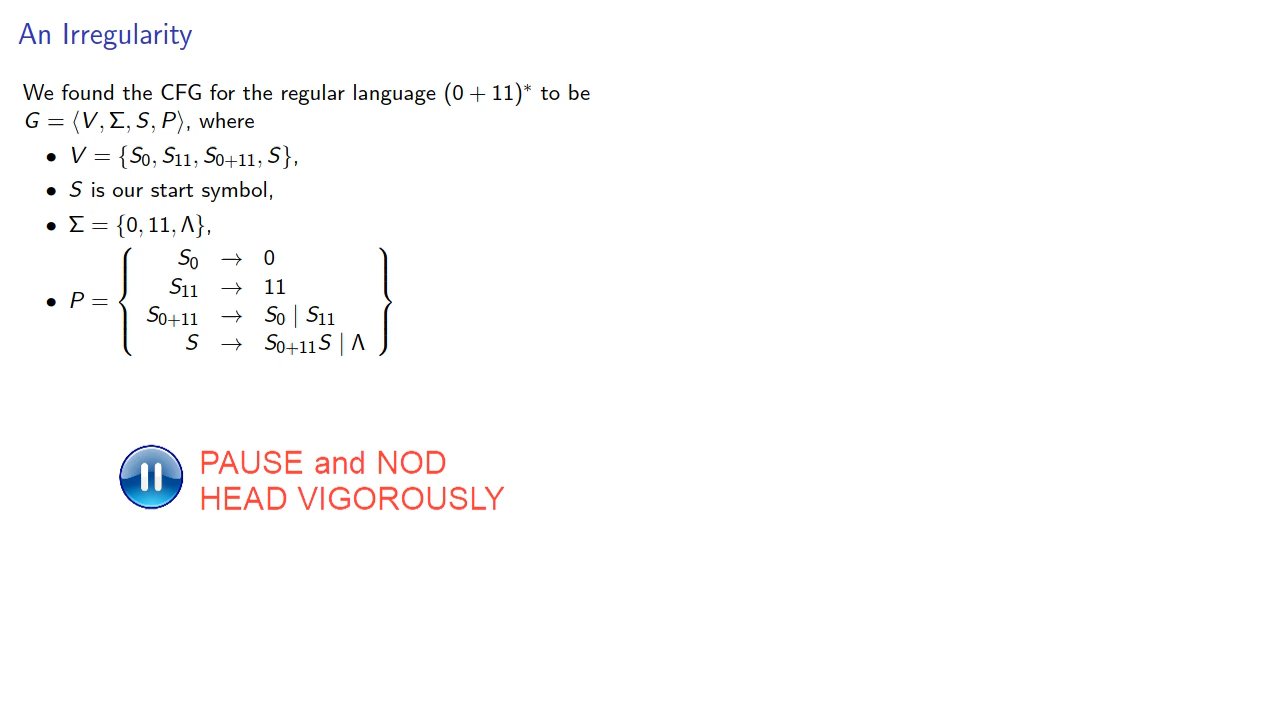 An Irregularity
We found the CFG for the regular language (0 + 11)* to be
G = ⟨V, Σ, S, P⟩, where
• V = {S₀, S₁₁, S₀₊₁₁, S},
• S is our start symbol,
• Σ = {0, 11, Λ},
S₀ → 0
S₁₁ → 11
• P = { S₀₊₁₁ → S₀ | S₁₁ }
S → S₀₊₁₁S | Λ
PAUSE and NOD
HEAD VIGOROUSLY